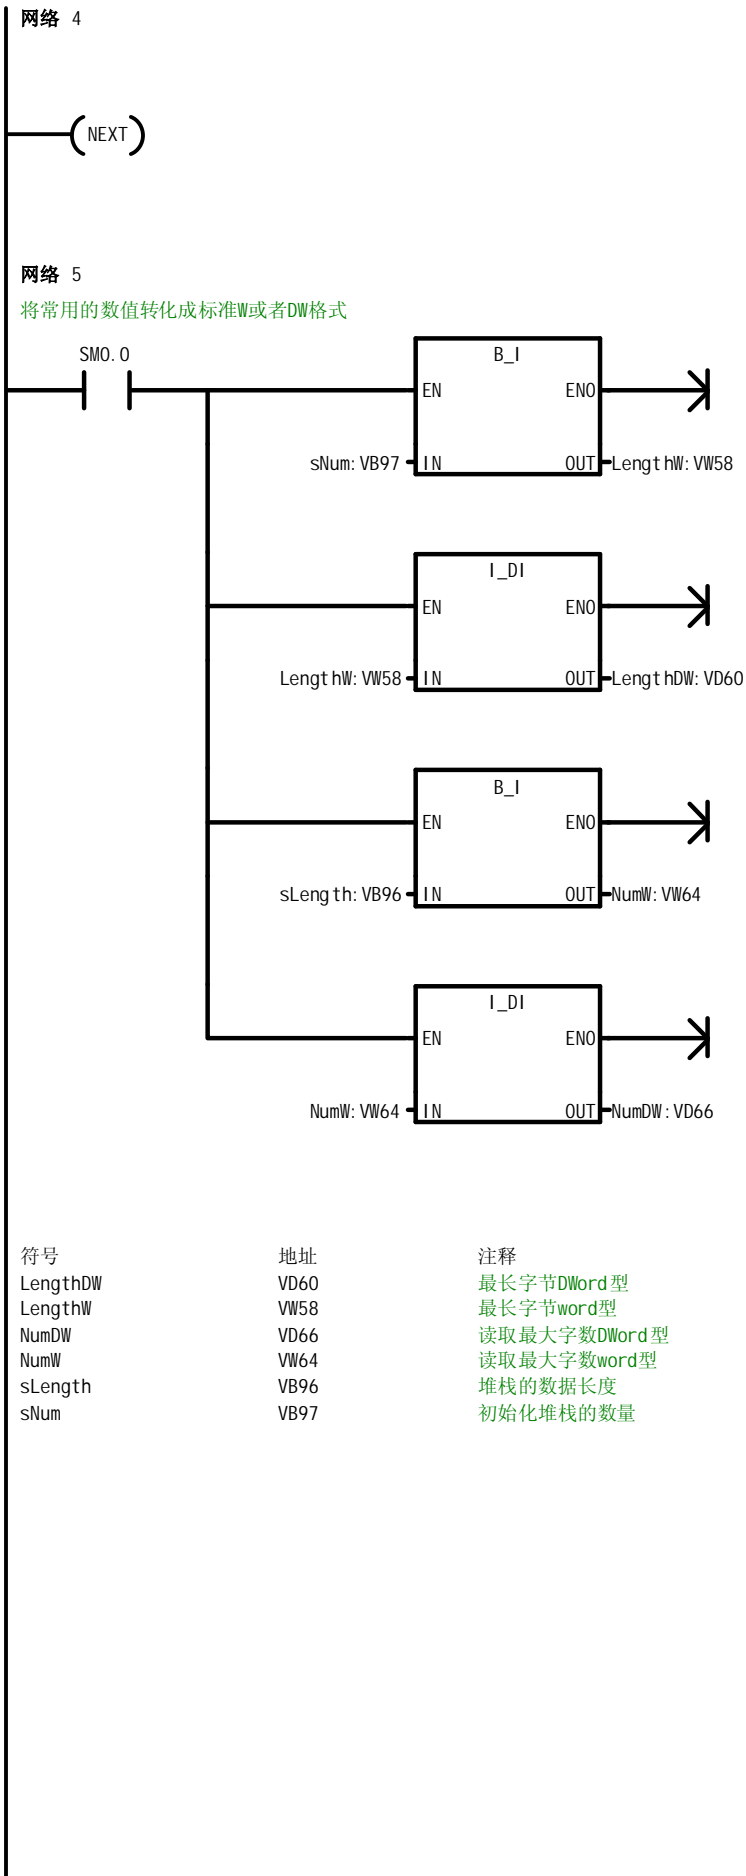 网络 4
NEXT
网络 5
将常用的数值转化成标准W或者DW格式
SM0.0
B_I
EN ENO
sNum:VB97 IN OUT LengthW:VW58
I_DI
EN ENO
LengthW:VW58 IN OUT LengthDW:VD60
B_I
EN ENO
sLength:VB96 IN OUT NumW:VW64
I_DI
EN ENO
NumW:VW64 IN OUT NumDW:VD66
符号 地址 注释
LengthDW VD60 最长字节DWord型
LengthW VW58 最长字节word型
NumDW VD66 读取最大字数DWord型
NumW VW64 读取最大字数word型
sLength VB96 堆栈的数据长度
sNum VB97 初始化堆栈的数量